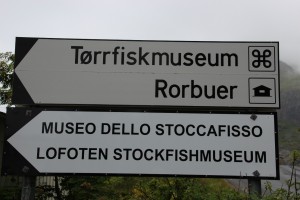 Tørrfiskmuseum
Rorbuer
MUSEO DELLO STOCCAFISSO
LOFOTEN STOCKFISHMUSEUM